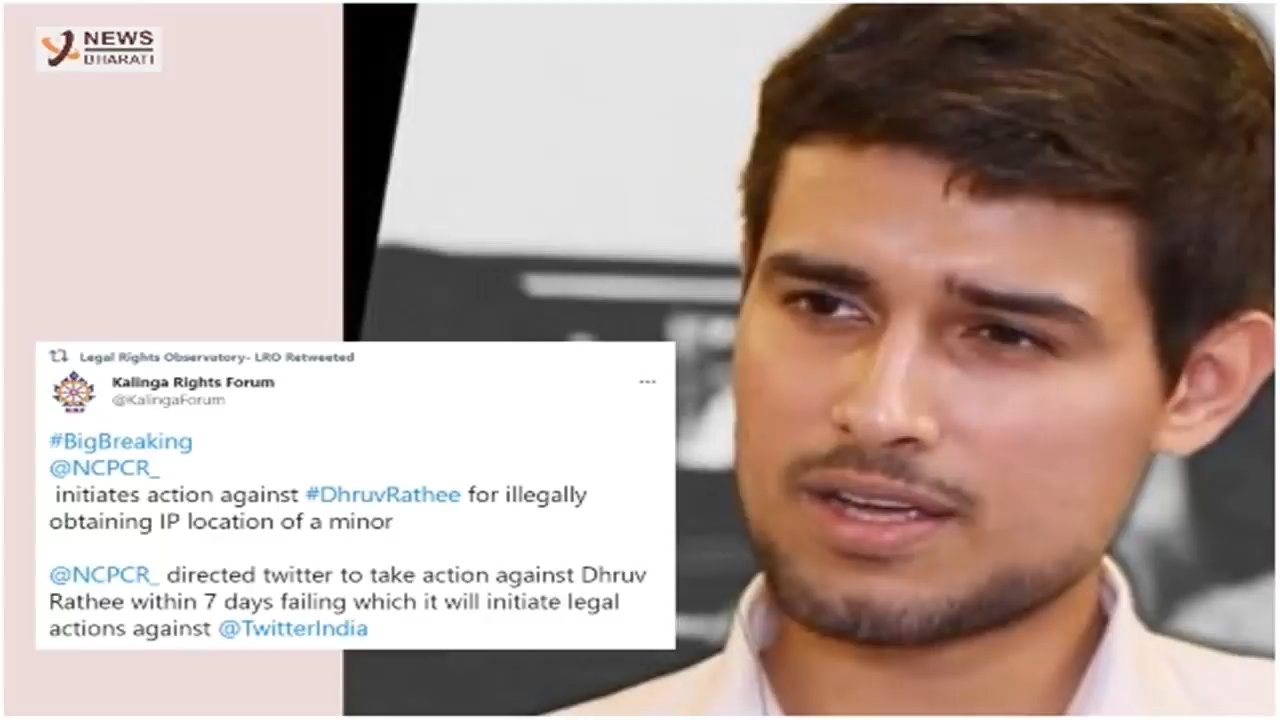 NEWS
BHARATI
Legal Rights Observatory- LRO Retweeted
Kalinga Rights Forum
@KalingaForum
#BigBreaking
@NCPCR_
initiates action against #DhruvRathee for illegally
obtaining IP location of a minor
@NCPCR_ directed twitter to take action against Dhruv
Rathee within 7 days failing which it will initiate legal
actions against @TwitterIndia